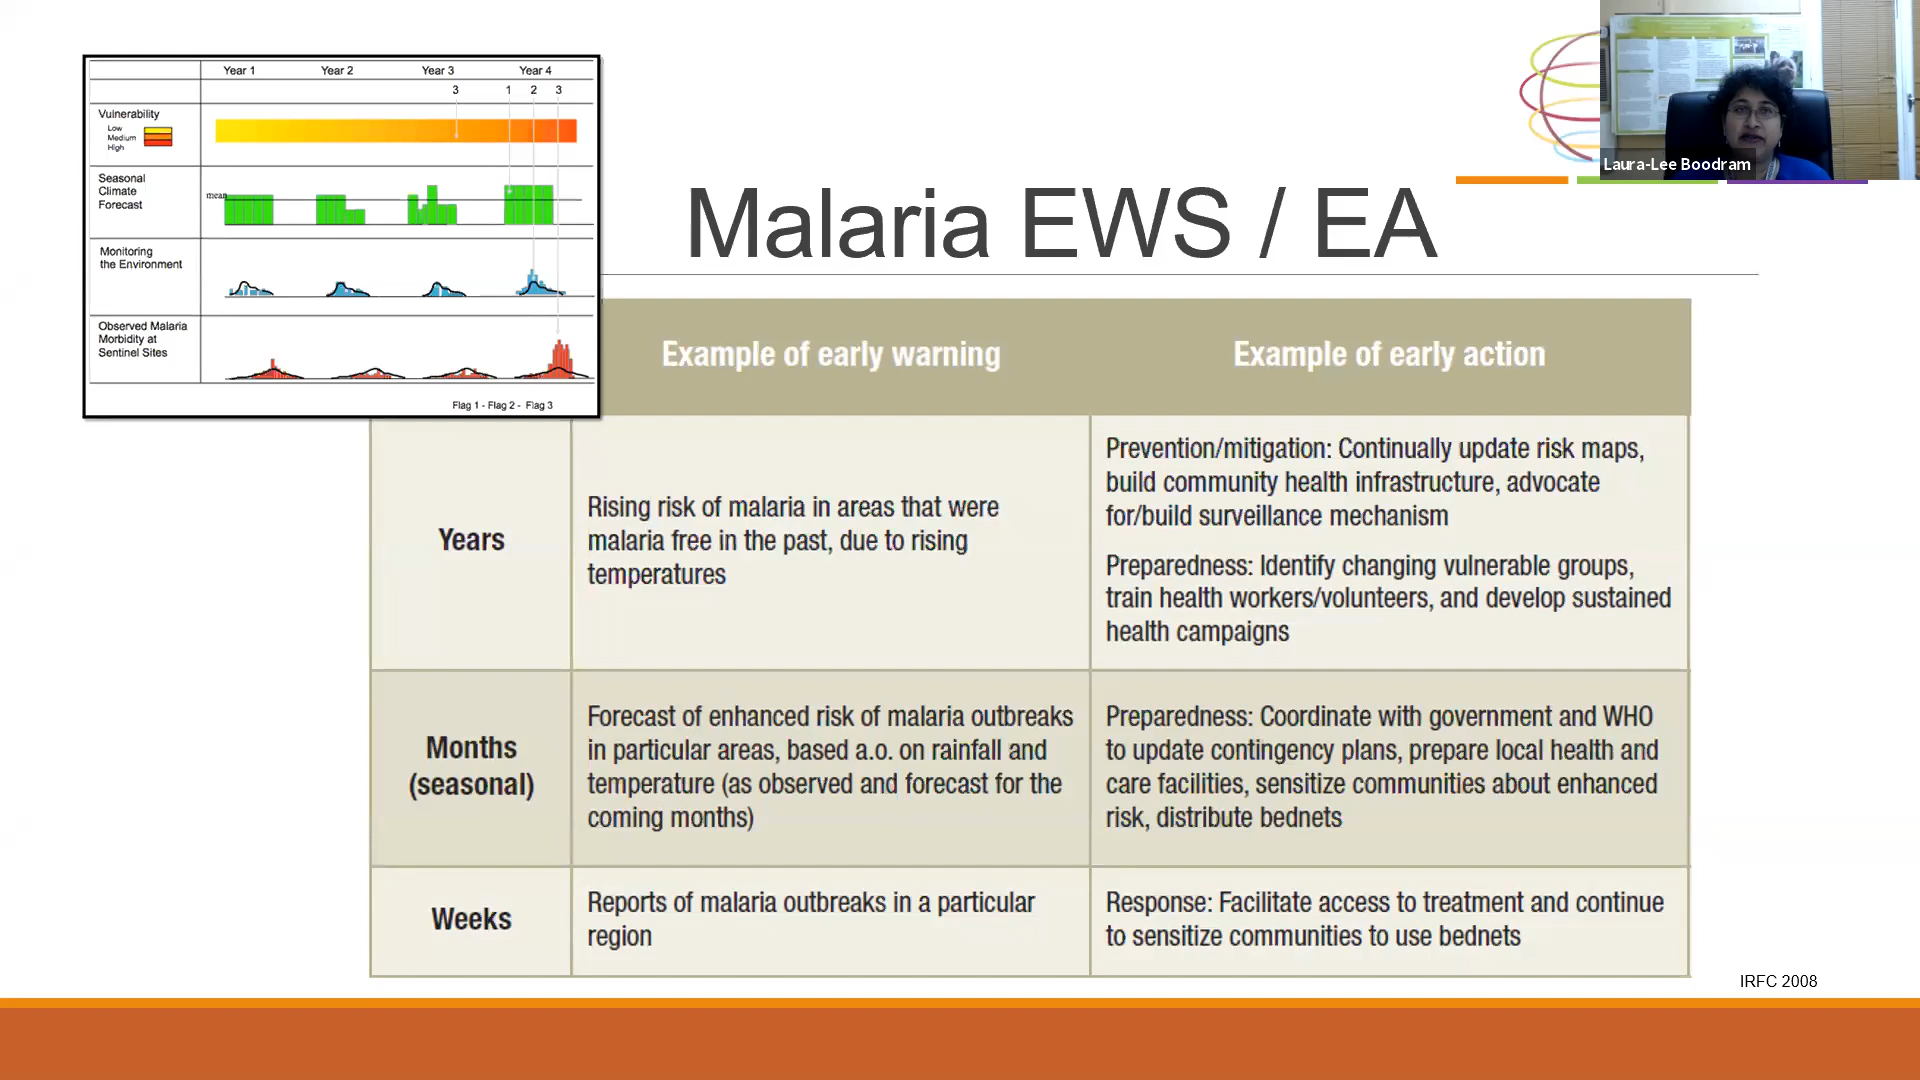 Year 1 Year 2 Year 3 Year 4
3 1 2 3
Vulnerability
Low
Medium
High
Seasonal
Climate
Forecast
mean
Monitoring
the Environment
Observed Malaria
Morbidity at
Sentinel Sites
Flag 1 - Flag 2 - Flag 3
Laura-Lee Boodram
Malaria EWS / EA
Example of early warning
Example of early action
Years
Rising risk of malaria in areas that were
malaria free in the past, due to rising
temperatures
Prevention/mitigation: Continually update risk maps,
build community health infrastructure, advocate
for/build surveillance mechanism
Preparedness: Identify changing vulnerable groups,
train health workers/volunteers, and develop sustained
health campaigns
Months
(seasonal)
Forecast of enhanced risk of malaria outbreaks
in particular areas, based a.o. on rainfall and
temperature (as observed and forecast for the
coming months)
Preparedness: Coordinate with government and WHO
to update contingency plans, prepare local health and
care facilities, sensitize communities about enhanced
risk, distribute bednets
Weeks
Reports of malaria outbreaks in a particular
region
Response: Facilitate access to treatment and continue
to sensitize communities to use bednets
IRFC 2008